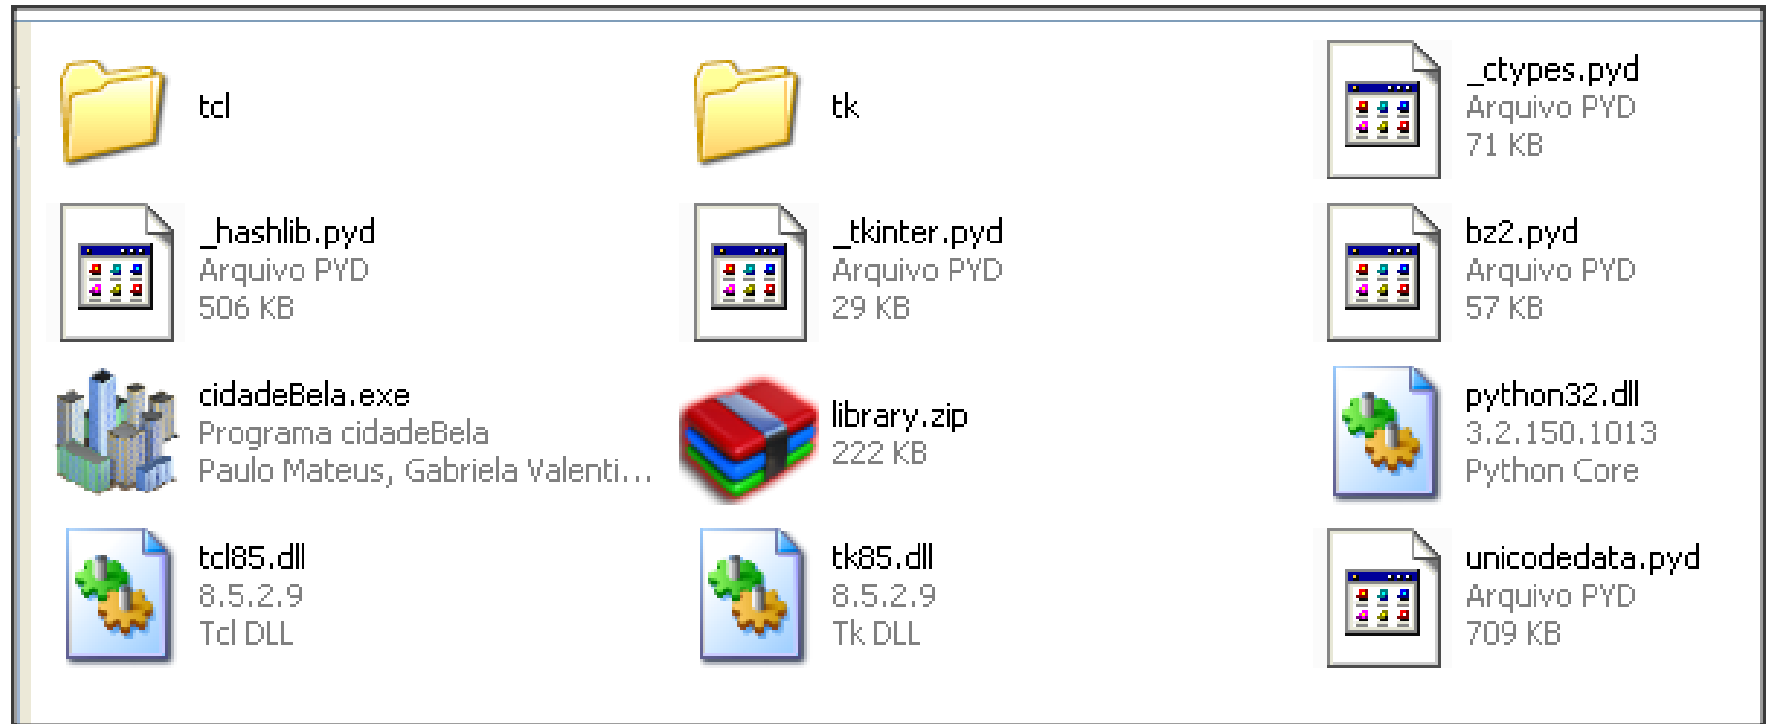 tcl
tk
_ctypes.pyd
Arquivo PYD
71 KB
_hashlib.pyd
Arquivo PYD
506 KB
_tkinter.pyd
Arquivo PYD
29 KB
bz2.pyd
Arquivo PYD
57 KB
cidadeBela.exe
Programa cidadeBela
Paulo Mateus, Gabriela Valenti...
library.zip
222 KB
python32.dll
3.2.150.1013
Python Core
tcl85.dll
8.5.2.9
Tcl DLL
tk85.dll
8.5.2.9
Tk DLL
unicodedata.pyd
Arquivo PYD
709 KB